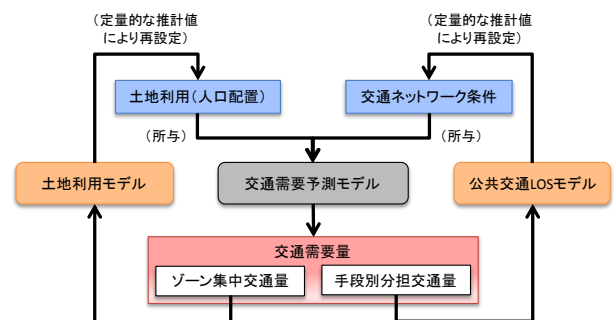 (定量的な推計値
により再設定)
(定量的な推計値
により再設定)
土地利用(人口配置)
交通ネットワーク条件
(所与)
(所与)
土地利用モデル
交通需要予測モデル
公共交通LOSモデル
交通需要量
ゾーン集中交通量
手段別分担交通量